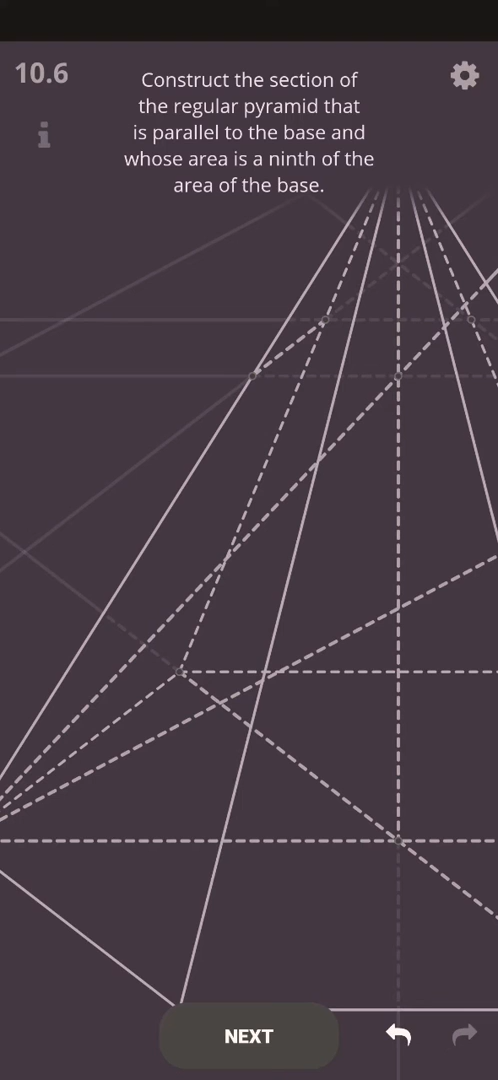 10.6
Construct the section of
the regular pyramid that
is parallel to the base and
whose area is a ninth of the
area of the base.
NEXT